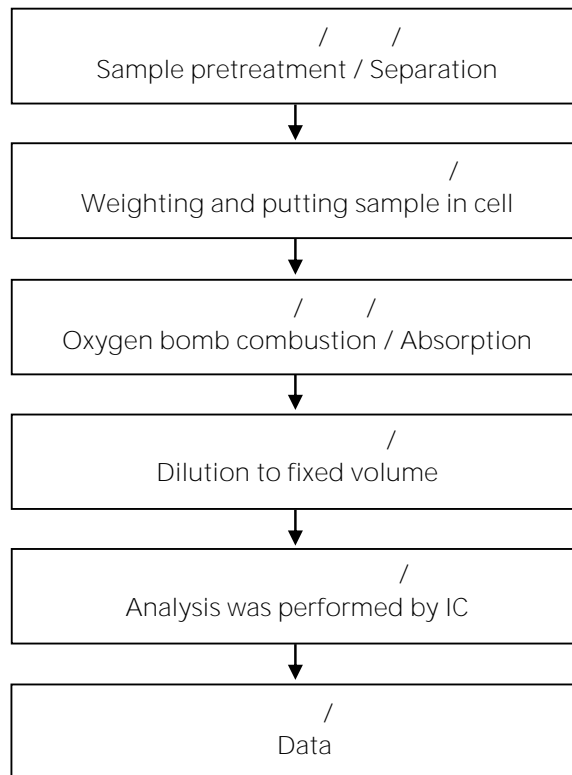 / /
Sample pretreatment / Separation
/
Weighting and putting sample in cell
/ /
Oxygen bomb combustion / Absorption
/
Dilution to fixed volume
/
Analysis was performed by IC
/
Data